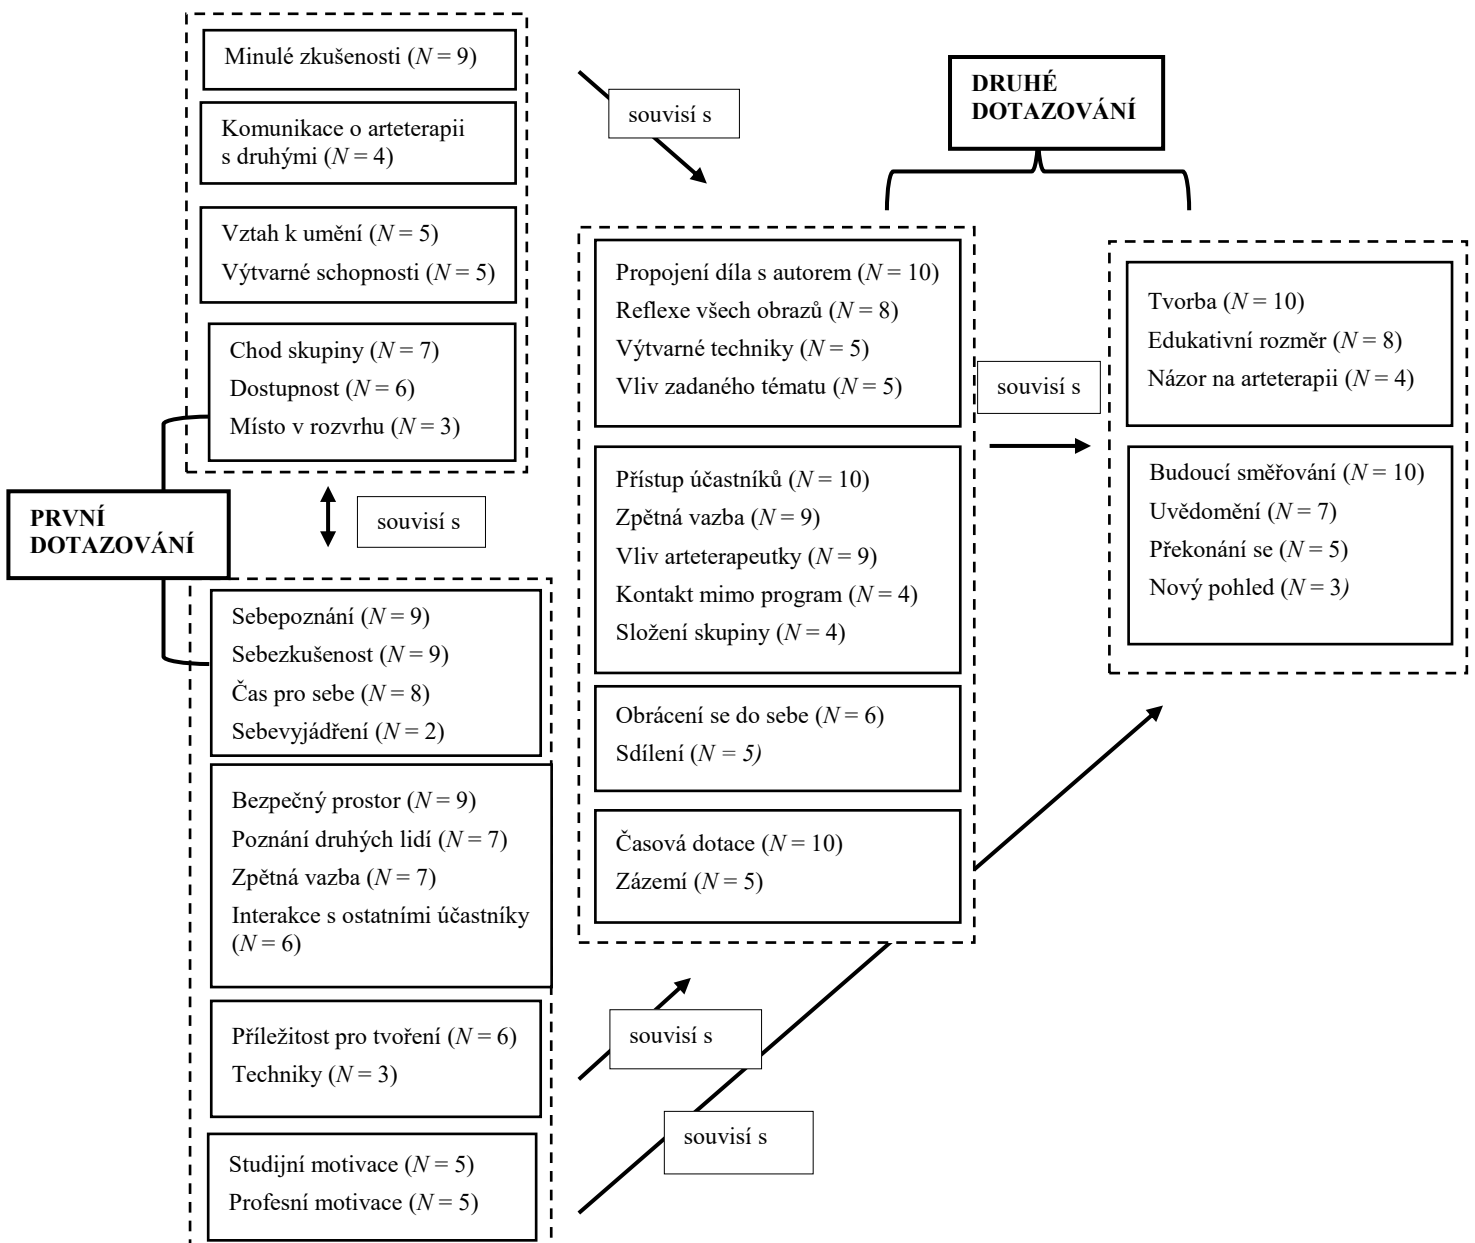 Minulé zkušenosti (N = 9)
Komunikace o arteterapii
s druhými (N = 4)
Vztah k umění (N = 5)
Výtvarné schopnosti (N = 5)
Chod skupiny (N = 7)
Dostupnost (N = 6)
Místo v rozvrhu (N = 3)
PRVNÍ
DOTAZOVÁNÍ
souvisí s
Sebepoznání (N = 9)
Sebezkušenost (N = 9)
Čas pro sebe (N = 8)
Sebevyjádření (N = 2)
Bezpečný prostor (N = 9)
Poznání druhých lidí (N = 7)
Zpětná vazba (N = 7)
Interakce s ostatními účastníky
(N = 6)
Příležitost pro tvoření (N = 6)
Techniky (N = 3)
Studijní motivace (N = 5)
Profesní motivace (N = 5)
souvisí s
DRUHÉ
DOTAZOVÁNÍ
Propojení díla s autorem (N = 10)
Reflexe všech obrazů (N = 8)
Výtvarné techniky (N = 5)
Vliv zadaného tématu (N = 5)
Přístup účastníků (N = 10)
Zpětná vazba (N = 9)
Vliv arteterapeutky (N = 9)
Kontakt mimo program (N = 4)
Složení skupiny (N = 4)
Obrácení se do sebe (N = 6)
Sdílení (N = 5)
Časová dotace (N = 10)
Zázemí (N = 5)
souvisí s
souvisí s
souvisí s
Tvorba (N = 10)
Edukativní rozměr (N = 8)
Názor na arteterapii (N = 4)
Budoucí směřování (N = 10)
Uvědomění (N = 7)
Překonání se (N = 5)
Nový pohled (N = 3)